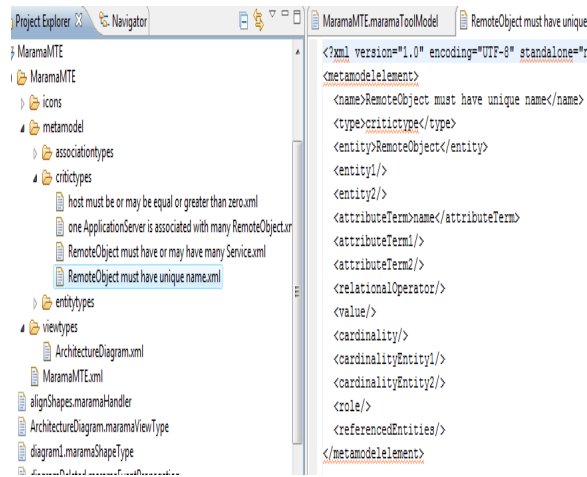 Project Explorer
Navigator
MaramaMTE
MaramaMTE
icons
metamodel
associationtypes
critictypes
host must be or may be equal or greater than zero.xml
one ApplicationServer is associated with many RemoteObject.xm
RemoteObject must have or may have many Service.xml
RemoteObject must have unique name.xml
entitytypes
viewtypes
ArchitectureDiagram.xml
MaramaMTE.xml
alignShapes.maramaHandler
ArchitectureDiagram.maramaViewType
diagram1.maramaShapeType
diagramDeleted.maramaEventPropagation
MaramaMTE.maramaToolModel
RemoteObject must have unique
<?xml version="1.0" encoding="UTF-8" standalone="n
<metamodelelement>
<name>RemoteObject must have unique name</name>
<type>critictype</type>
<entity>RemoteObject</entity>
<entity1/>
<entity2/>
<attributeTerm>name</attributeTerm>
<attributeTerm1/>
<attributeTerm2/>
<relationalOperator/>
<value/>
<cardinality/>
<cardinalityEntity1/>
<cardinalityEntity2/>
<role/>
<referencedEntities/>
</metamodelelement>